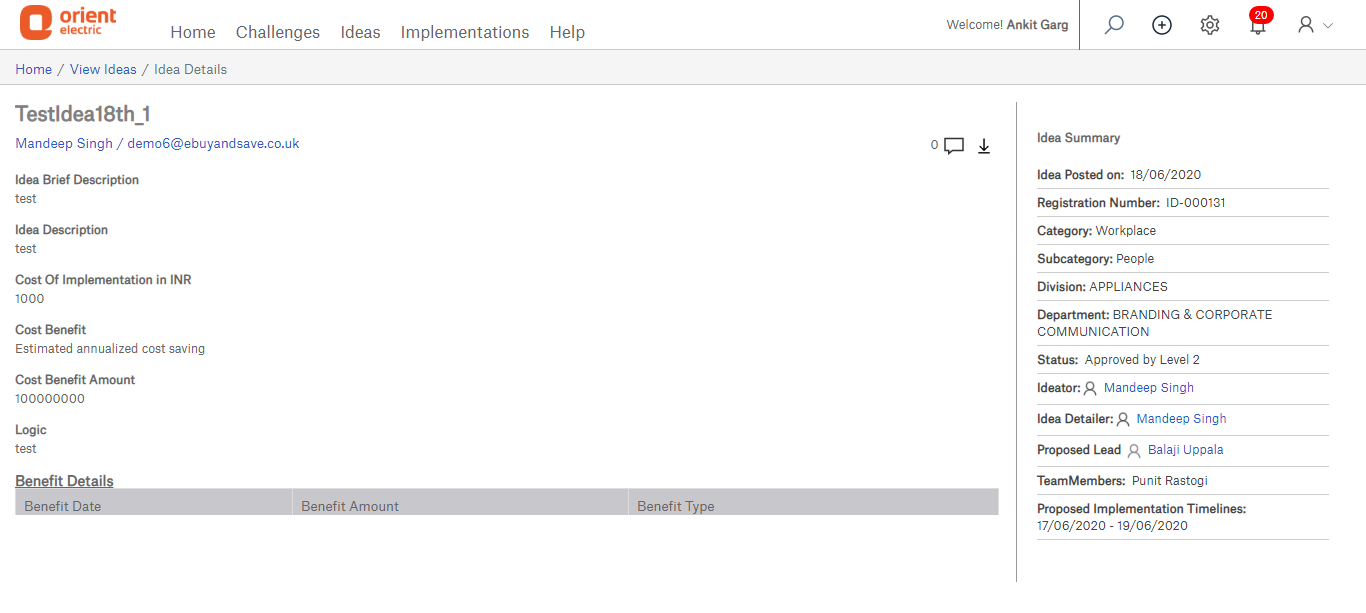 orient
electric
Home Challenges Ideas Implementations Help
Welcome! Ankit Garg
20
Home / View Ideas / Idea Details
TestIdea18th_1
Mandeep Singh / demo6@ebuyandsave.co.uk
0
Idea Brief Description
test
Idea Description
test
Cost Of Implementation in INR
1000
Cost Benefit
Estimated annualized cost saving
Cost Benefit Amount
100000000
Logic
test
Benefit Details
Benefit Date Benefit Amount Benefit Type
Idea Summary
Idea Posted on: 18/06/2020
Registration Number: ID-000131
Category: Workplace
Subcategory: People
Division: APPLIANCES
Department: BRANDING & CORPORATE
COMMUNICATION
Status: Approved by Level 2
Ideator: Mandeep Singh
Idea Detailer: Mandeep Singh
Proposed Lead Balaji Uppala
TeamMembers: Punit Rastogi
Proposed Implementation Timelines:
17/06/2020 - 19/06/2020